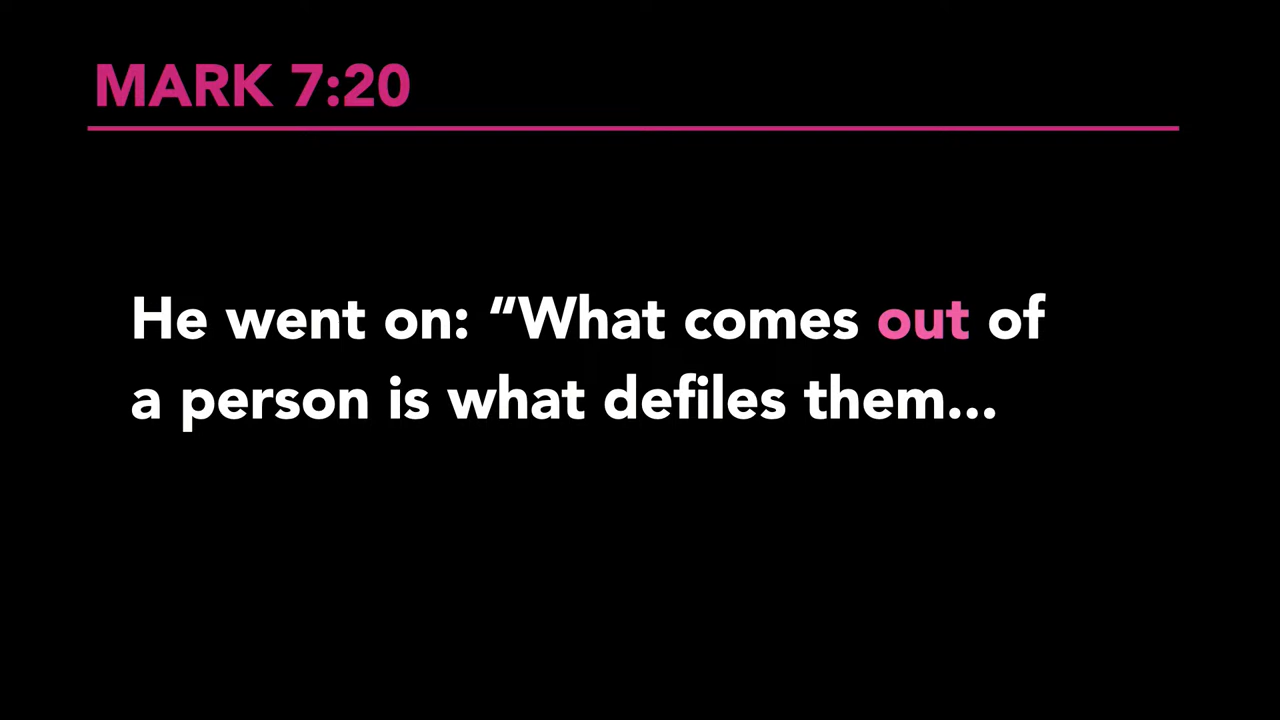 MARK 7:20
He went on: “What comes out of
a person is what defiles them...